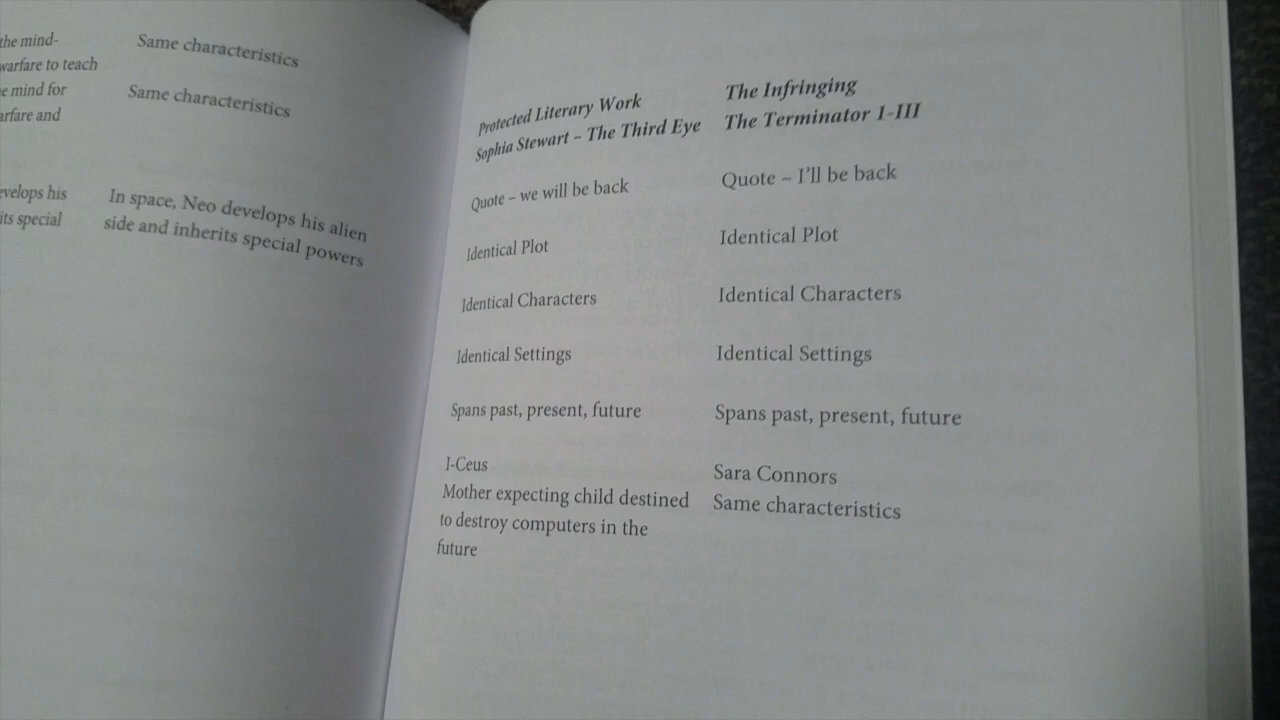 the mind-
warfare to teach
e mind for
arfare and
evelops his
its special
Same characteristics
Same characteristics
In space, Neo develops his alien
side and inherits special powers
Protected Literary Work
Sophia Stewart – The Third Eye
The Infringing
The Terminator 1-III
Quote – we will be back
Quote – I'll be back
Identical Plot
Identical Plot
Identical Characters
Identical Characters
Identical Settings
Identical Settings
Spans past, present, future
Spans past, present, future
I-Ceus
Mother expecting child destined
to destroy computers in the
future
Sara Connors
Same characteristics